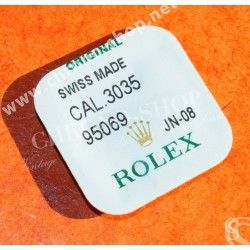 ORIGINAL
SWISS MADE
CAL.3035
95069
JN-08
ROLEX